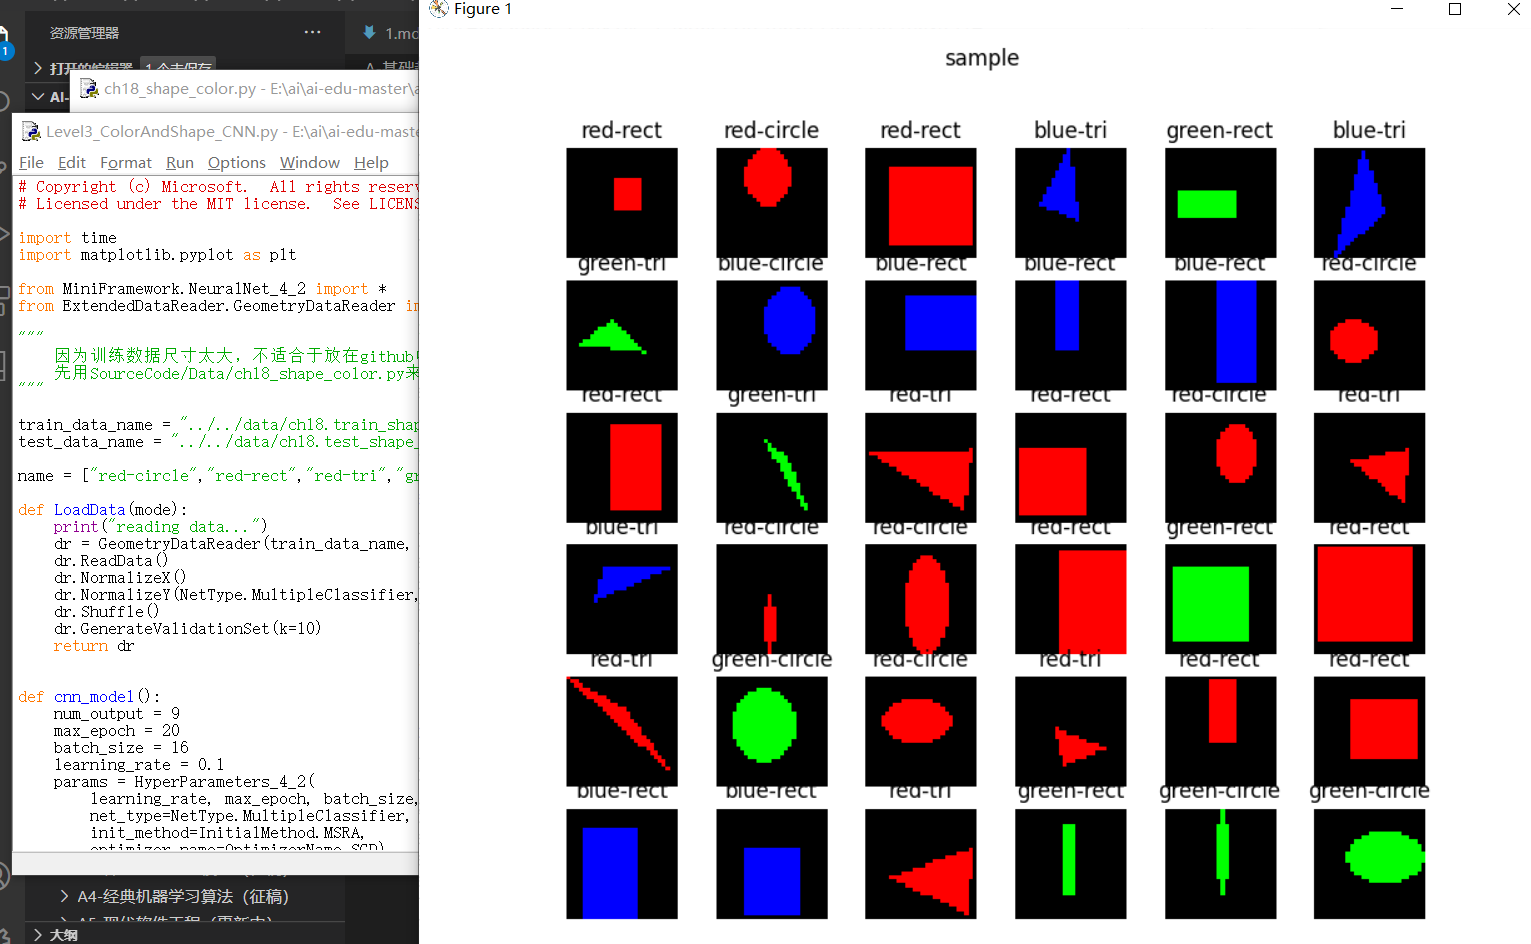 资源管理器
1.md
1
打开的编辑器 1 个未保存
AI-
ch18_shape_color.py - E:\ai\ai-edu-master\a
Level3_ColorAndShape_CNN.py - E:\ai\ai-edu-maste
File Edit Format Run Options Window Help
# Copyright (c) Microsoft. All rights reserv
# Licensed under the MIT license. See LICENS
import time
import matplotlib.pyplot as plt
from MiniFramework.NeuralNet_4_2 import *
from ExtendedDataReader.GeometryDataReader im
"""
因为训练数据尺寸太大，不适合于放在github
先用SourceCode/Data/ch18_shape_color.py来
"""
train_data_name = "../../data/ch18.train_shap
test_data_name = "../../data/ch18.test_shape_
name = ["red-circle","red-rect","red-tri","gr
def LoadData(mode):
print("reading data...")
dr = GeometryDataReader(train_data_name,
dr.ReadData()
dr.NormalizeX()
dr.NormalizeY(NetType.MultipleClassifier,
dr.Shuffle()
dr.GenerateValidationSet(k=10)
return dr
def cnn_model():
num_output = 9
max_epoch = 20
batch_size = 16
learning_rate = 0.1
params = HyperParameters_4_2(
learning_rate, max_epoch, batch_size,
net_type=NetType.MultipleClassifier,
init_method=InitialMethod.MSRA,
optimizer_name=OptimizerName.SGD)
A4-经典机器学习算法（征稿）
A5-现代软件工程（更新中）
大纲
Figure 1
sample
red-rect red-circle red-rect blue-tri green-rect blue-tri
green-tri blue-circle blue-rect blue-rect blue-rect red-circle
red-rect green-tri red-tri red-rect red-circle red-tri
blue-tri red-circle red-circle red-rect green-rect red-rect
red-tri green-circle red-circle red-tri red-rect red-rect
blue-rect blue-rect red-tri green-rect green-circle green-circle